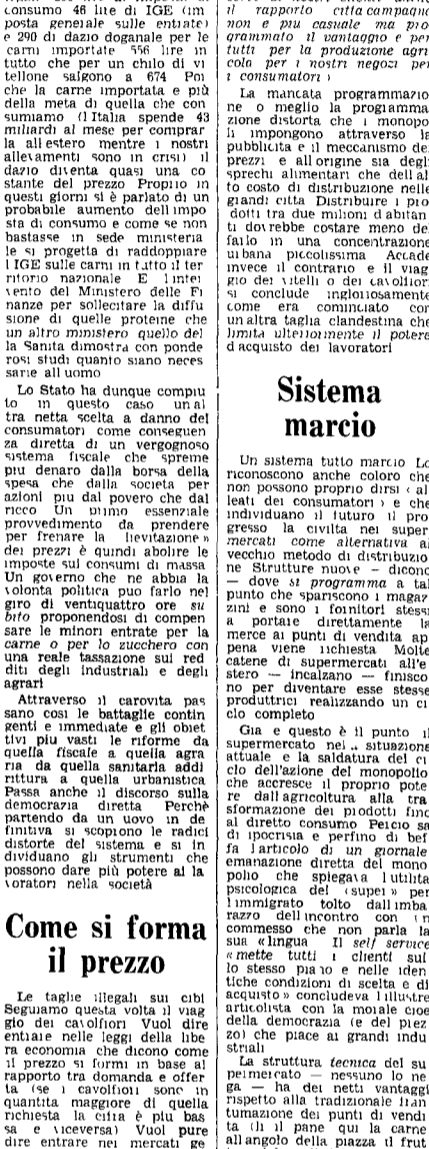 consumo 46 lire di IGE (im
posta generale sulle entrate)
e 290 di dazio doganale per le
carni importate 556 lire in
tutto che per un chilo di vi
tellone salgono a 674 Poi
che la carne importata e più
della meta di quella che con
sumiamo (l Italia spende 43
miliardi al mese per comprar
la all estero mentre i nostri
allevamenti sono in crisi) il
dazio diventa quasi una co
stante del prezzo Proprio in
questi giorni si è parlato di un
probabile aumento dell impo
sta di consumo e come se non
bastasse in sede ministeria
le si progetta di raddoppiare
l IGE sulle carni in tutto il ter
ritorio nazionale E l intei
vento del Ministero delle Fi
nanze per sollecitare la diffu
sione di quelle proteine che
un altro ministero quello del
la Sanita dimostra con ponde
rosi studi quanto siano neces
sarie all uomo
Lo Stato ha dunque compiu
to in questo caso un al
tra netta scelta a danno del
consumatori come conseguen
za diretta di un vergognoso
sistema fiscale che spreme
piu denaro dalla borsa della
spesa che dalla societa per
azioni piu dal povero che dal
ricco Un primo essenziale
provvedimento da prendere
per frenare la lievitazione »
dei prezzi è quindi abolire le
imposte sui consumi di massa
Un governo che ne abbia la
volonta politica puo farlo nel
giro di ventiquattro ore su
bito proponendosi di compen
sare le minori entrate per la
carne o per lo zucchero con
una reale tassazione sui red
diti degli industriali e degli
agrari
Attraverso il carovita pas
sano cosi le battaglie contin
genti e immediate e gli obiet
tivi piu vasti le riforme da
quella fiscale a quella agra
ria da quella sanitaria addi
rittura a quella urbanistica
Passa anche il discorso sulla
democrazia diretta Perchè
partendo da un uovo in de
finitiva si scoprono le radici
distorte del sistema e si in
dividuano gli strumenti che
possono dare più potere al la
voratori nella società
Come si forma
il prezzo
Le taglie illegali sui cibi
Seguiamo questa volta il viag
gio dei cavolfiori Vuol dire
entrare nelle leggi della libe
ra economia che dicono come
il prezzo si formi in base al
rapporto tra domanda e offer
ta (se i cavolfiori sono in
quantita maggiore di quella
richiesta la cifra è piu bas
sa e viceversa) Vuol pure
dire entrare nei mercati ge
il rapporto citta campagne
non e piu casuale ma pro
grammato il vantaggio e per
tutti per la produzione agri
cola per i nostri negozi per
i consumatori »
La mancata programmazio
ne o meglio la programma
zione distorta che i monopo
li impongono attraverso la
pubblicita e il meccanismo de
prezzi e all origine sia degli
sprechi alimentari che dell al
to costo di distribuzione nelle
grandi citta Distribuire i pro
dotti tra due milioni d abitan
ti dovrebbe costare meno de
farlo in una concentrazione
urbana piccolissima Accade
invece il contrario e il viag
gio dei vitelli o dei cavolfiori
si conclude ingloriosamente
come era cominciato con
un altra taglia clandestina che
limita ulteriormente il potere
d acquisto dei lavoratori
Sistema
marcio
Un sistema tutto marcio Lo
riconoscono anche coloro che
non possono proprio dirsi « al
leati dei consumatori » e che
individuano il futuro il pro
gresso la civilta nei super
mercati come alternativa al
vecchio metodo di distribuzio
ne Strutture nuove – dicono
— dove si programma a tal
punto che spariscono i magaz
zini e sono i fornitori stessi
a portare direttamente la
merce ai punti di vendita ap
pena viene richiesta Molte
catene di supermercati all'e
stero — incalzano — finisco
no per diventare esse stesse
produttrici realizzando un ci
clo completo
Gia e questo è il punto il
supermercato nel situazione
attuale e la saldatura del ci
clo dell'azione del monopolio
che accresce il proprio pote
re dall agricoltura alla tra
sformazione dei prodotti fino
al diretto consumo Percio sa
di ipocrisia e perfino di bef
fa l articolo di un giornale
emanazione diretta del mono
polio che spiegava l utilita
psicologica del « super » per
l immigrato tolto dall imba
razzo dell incontro con un
commesso che non parla la
sua « lingua Il self service
« mette tutti i clienti sul
lo stesso piano e nelle iden
tiche condizioni di scelta e di
acquisto » concludeva l illustre
articolista con la morale cioe
della democrazia (e del prez
zo) che piace ai grandi indu
striali
La struttura tecnica del su
permercato — nessuno lo ne
ga — ha dei netti vantaggi
rispetto alla tradizionale fran
tumazione dei punti di vendi
ta (li il pane qui la carne
all angolo della piazza il frut